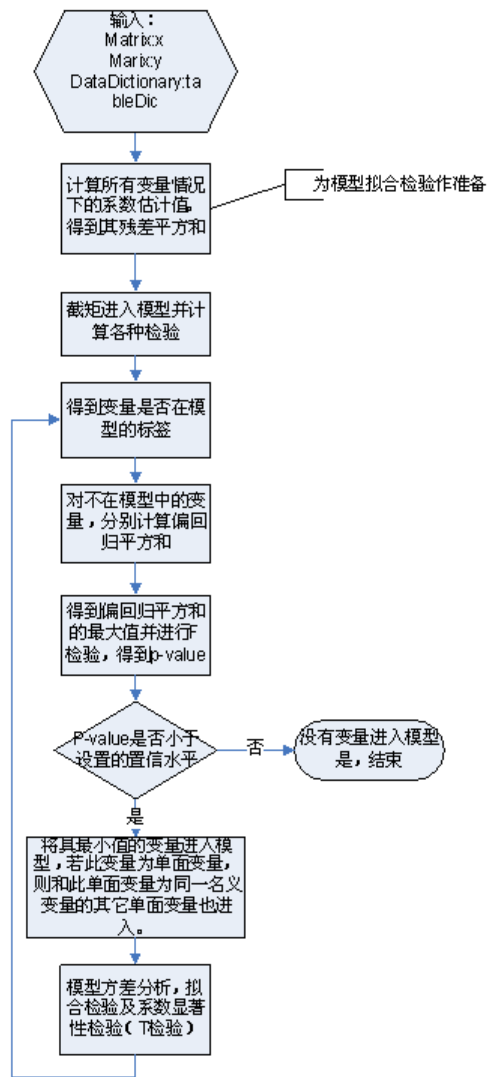 输入：
Matrix:x
Marix:y
DataDictionary:ta
bleDic
计算所有变量情况
下的系数估计值，
得到其残差平方和
为模型拟合检验作准备
截矩进入模型并计
算各种检验
得到变量是否在模
型的标签
对不在模型中的变
量，分别计算偏回
归平方和
得到偏回归平方和
的最大值并进行F
检验，得到p-value
P-value是否小于
设置的置信水平
否
没有变量进入模型
是，结束
是
将其最小值的变量进入模
型，若此变量为单面变量，
则和此单面变量为同一名义
变量的其它单面变量也进
入。
模型方差分析，拟
合检验及系数显著
性检验(T检验)